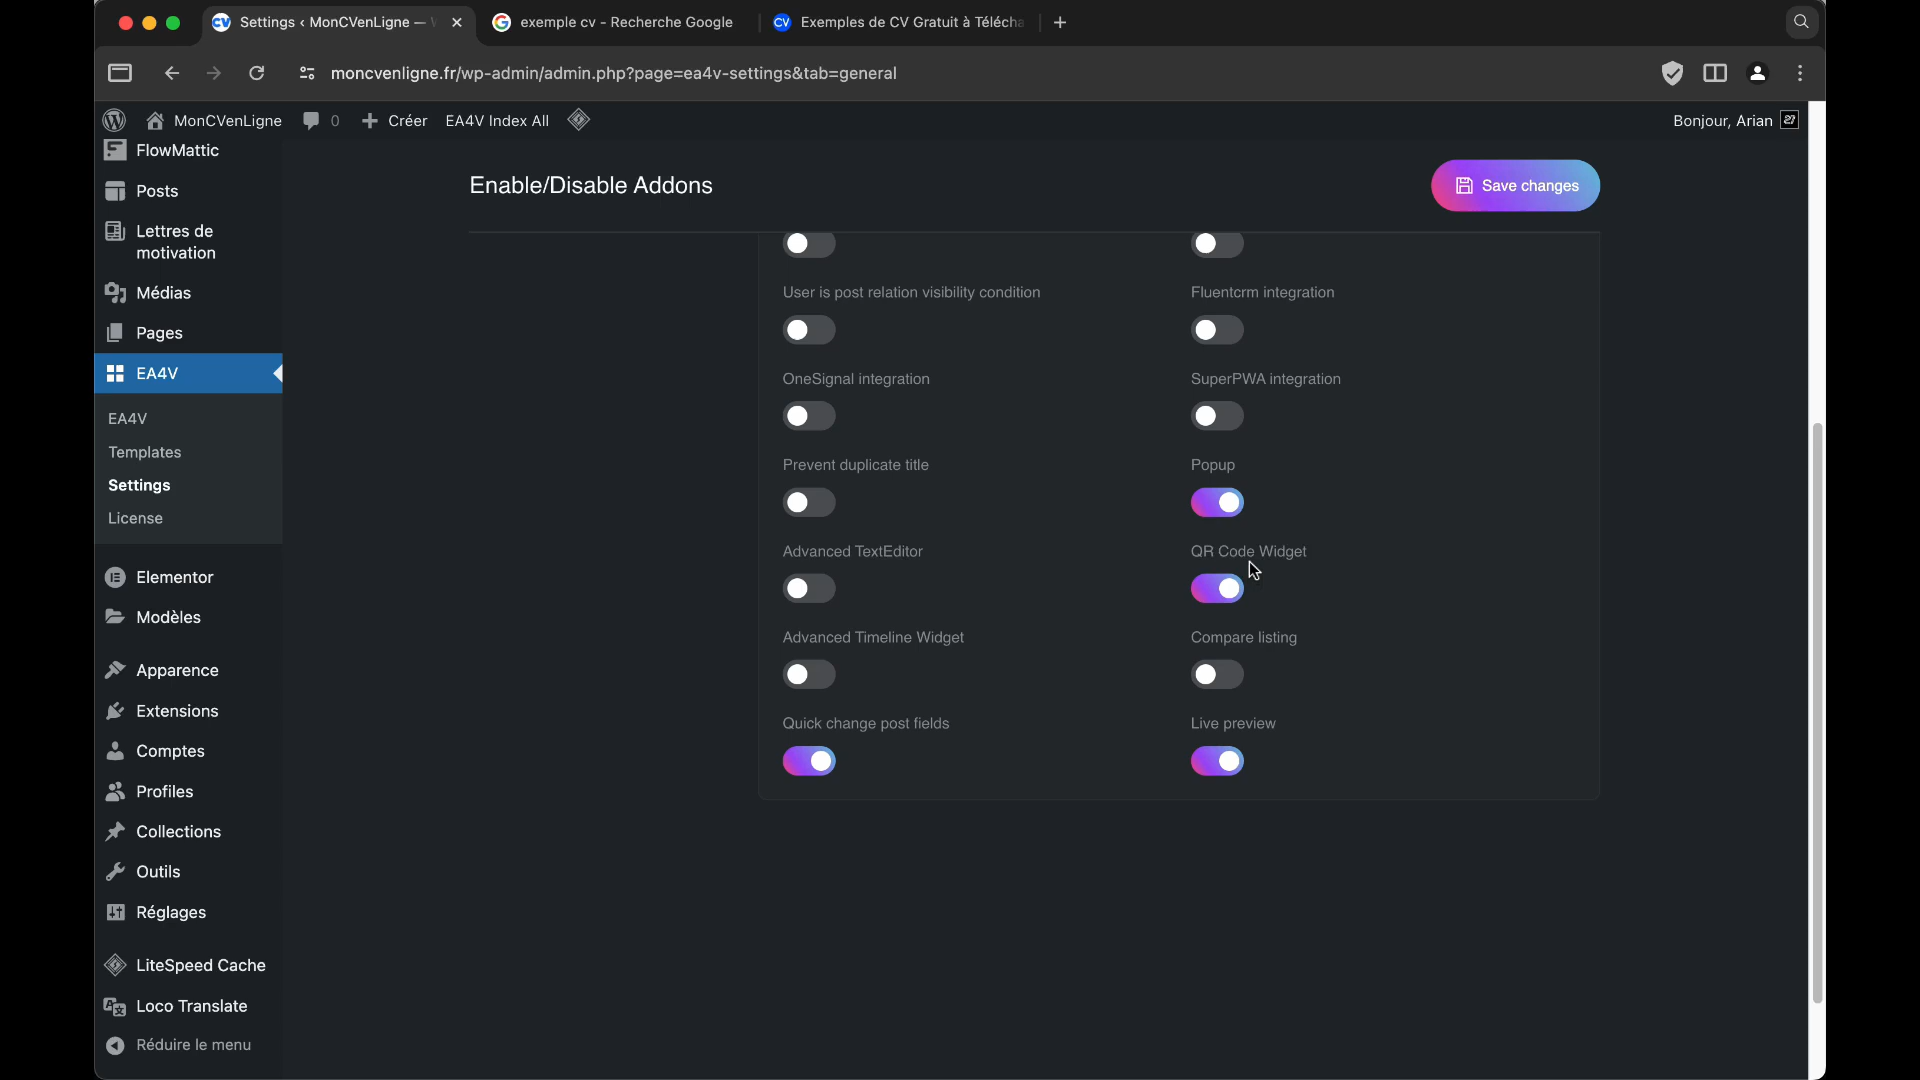 Settings ‹ MonCVenLigne —
exemple cv - Recherche Google
Exemples de CV Gratuit à Télécha
moncvenligne.fr/wp-admin/admin.php?page=ea4v-settings&tab=general
MonCVenLigne
0
Créer
EA4V Index All
Bonjour, Arian
FlowMattic
Posts
Lettres de
motivation
Médias
Pages
EA4V
EA4V
Templates
Settings
License
Elementor
Modèles
Apparence
Extensions
Comptes
Profiles
Collections
Outils
Réglages
LiteSpeed Cache
Loco Translate
Réduire le menu
Enable/Disable Addons
Save changes
User is post relation visibility condition
Fluentcrm integration
OneSignal integration
SuperPWA integration
Prevent duplicate title
Popup
Advanced TextEditor
QR Code Widget
Advanced Timeline Widget
Compare listing
Quick change post fields
Live preview